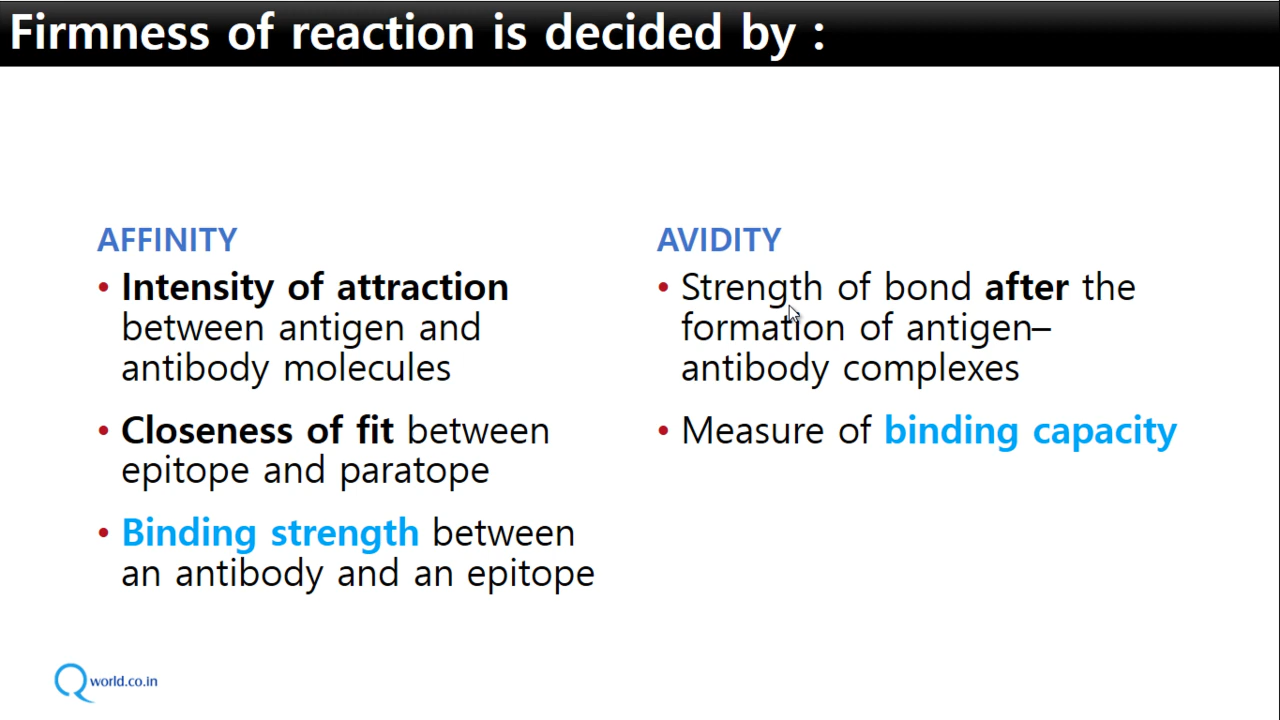 Firmness of reaction is decided by :
AFFINITY
• Intensity of attraction
between antigen and
antibody molecules
• Closeness of fit between
epitope and paratope
• Binding strength between
an antibody and an epitope
AVIDITY
• Strength of bond after the
formation of antigen–
antibody complexes
• Measure of binding capacity
Qworld.co.in